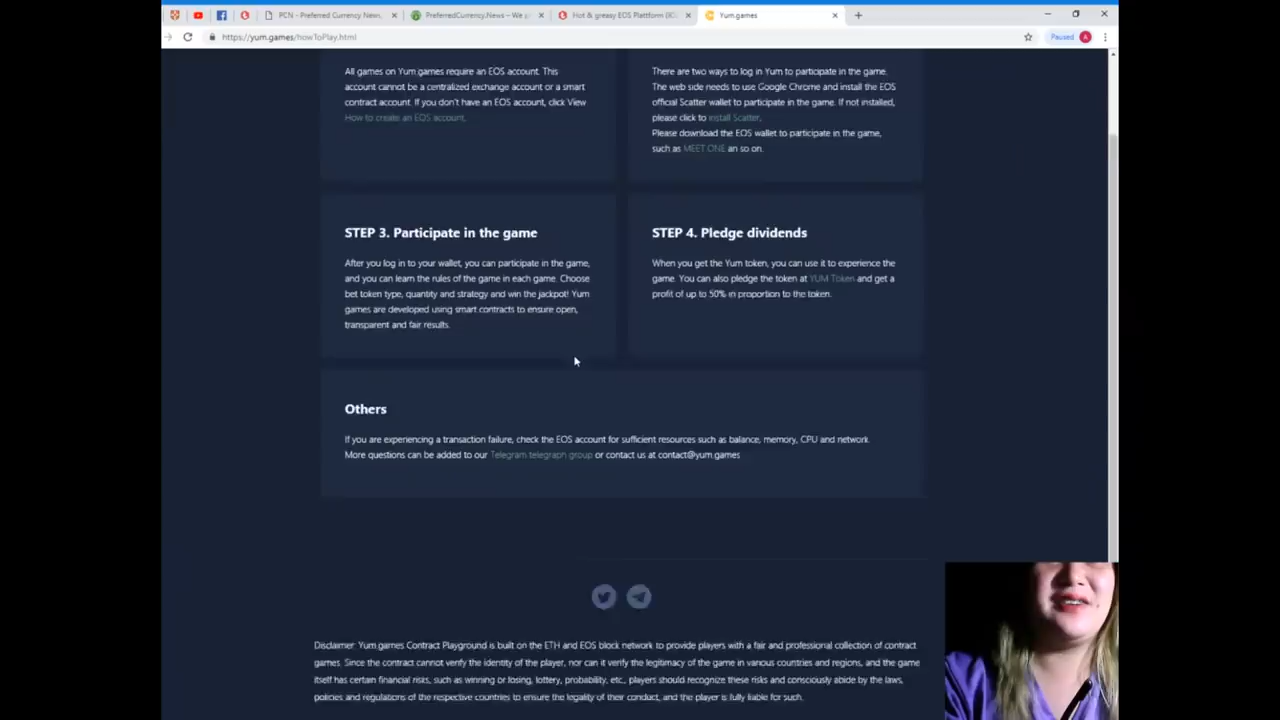 PCN - Preferred Currency News,
PreferredCurrency.News – We p
Hot & greasy EOS Plattform (IC
Yum.games
https://yum.games/howToPlay.html
Paused
A
All games on Yum.games require an EOS account. This
account cannot be a centralized exchange account or a smart
contract account. If you don't have an EOS account, click View
How to create an EOS account.
There are two ways to log in Yum to participate in the game.
The web side needs to use Google Chrome and install the EOS
official Scatter wallet to participate in the game. If not installed,
please click to install Scatter.
Please download the EOS wallet to participate in the game,
such as MEET ONE an so on.
STEP 3. Participate in the game
After you log in to your wallet, you can participate in the game,
and you can learn the rules of the game in each game. Choose
bet token type, quantity and strategy and win the jackpot! Yum
games are developed using smart contracts to ensure open,
transparent and fair results.
STEP 4. Pledge dividends
When you get the Yum token, you can use it to experience the
game. You can also pledge the token at YUM Token and get a
profit of up to 50% in proportion to the token.
Others
If you are experiencing a transaction failure, check the EOS account for sufficient resources such as balance, memory, CPU and network.
More questions can be added to our Telegram telegraph group or contact us at contact@yum.games
Disclaimer: Yum.games Contract Playground is built on the ETH and EOS block network to provide players with a fair and professional collection of contract
games. Since the contract cannot verify the identity of the player, nor can it verify the legitimacy of the game in various countries and regions, and the game
itself has certain financial risks, such as winning or losing, lottery, probability, etc., players should recognize these risks and consciously abide by the laws,
policies and regulations of the respective countries to ensure the legality of their conduct, and the player is fully liable for such.